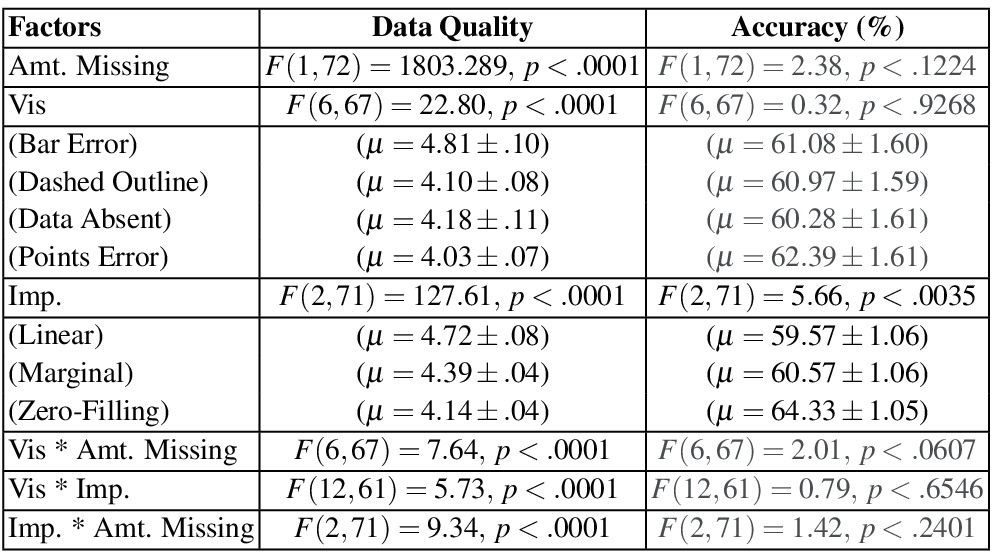 Factors Data Quality Accuracy (%)
Amt. Missing F(1,72) = 1803.289, p < .0001 F(1,72) = 2.38, p < .1224
Vis F(6,67) = 22.80, p < .0001 F(6,67) = 0.32, p < .9268
(Bar Error) (μ = 4.81 ± .10) (μ = 61.08 ± 1.60)
(Dashed Outline) (μ = 4.10 ± .08) (μ = 60.97 ± 1.59)
(Data Absent) (μ = 4.18 ± .11) (μ = 60.28 ± 1.61)
(Points Error) (μ = 4.03 ± .07) (μ = 62.39 ± 1.61)
Imp. F(2,71) = 127.61, p < .0001 F(2,71) = 5.66, p < .0035
(Linear) (μ = 4.72 ± .08) (μ = 59.57 ± 1.06)
(Marginal) (μ = 4.39 ± .04) (μ = 60.57 ± 1.06)
(Zero-Filling) (μ = 4.14 ± .04) (μ = 64.33 ± 1.05)
Vis * Amt. Missing F(6,67) = 7.64, p < .0001 F(6,67) = 2.01, p < .0607
Vis * Imp. F(12,61) = 5.73, p < .0001 F(12,61) = 0.79, p < .6546
Imp. * Amt. Missing F(2,71) = 9.34, p < .0001 F(2,71) = 1.42, p < .2401